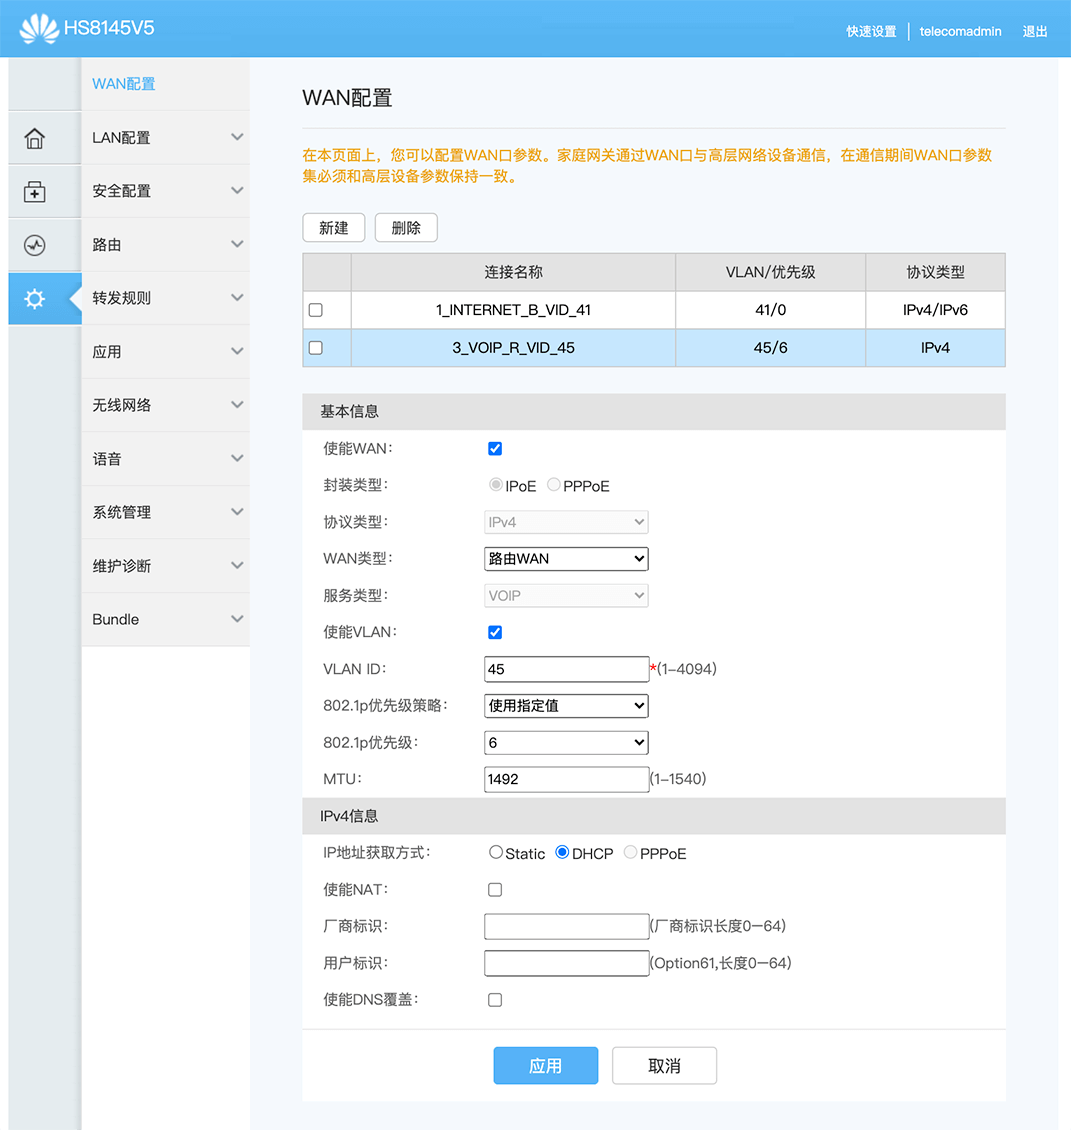 HS8145V5
快速设置 telecomadmin 退出
WAN配置
LAN配置
安全配置
路由
转发规则
应用
无线网络
语音
系统管理
维护诊断
Bundle
WAN配置
在本页面上，您可以配置WAN口参数。家庭网关通过WAN口与高层网络设备通信，在通信期间WAN口参数
集必须和高层设备参数保持一致。
新建 删除
连接名称 VLAN/优先级 协议类型
1_INTERNET_B_VID_41 41/0 IPv4/IPv6
3_VOIP_R_VID_45 45/6 IPv4
基本信息
使能WAN：
封装类型： IPoE PPPoE
协议类型： IPv4
WAN类型： 路由WAN
服务类型： VOIP
使能VLAN：
VLAN ID： 45 *(1–4094)
802.1p优先级策略： 使用指定值
802.1p优先级： 6
MTU： 1492 (1–1540)
IPv4信息
IP地址获取方式： Static DHCP PPPoE
使能NAT：
厂商标识： (厂商标识长度0—64)
用户标识： (Option61,长度0—64)
使能DNS覆盖：
应用 取消